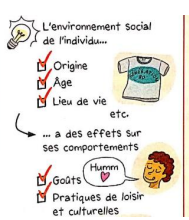 L'environnement social
de l'individu...
Origine
Âge
Lieu de vie
etc.
... a des effets sur
ses comportements
Humm
Goûts
Pratiques de loisir
et culturelles